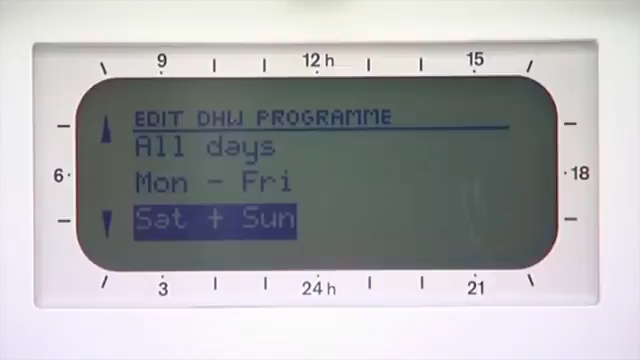 9 12 h 15
EDIT DHW PROGRAMME
All days
6 Mon - Fri 18
Sat + Sun
3 24 h 21